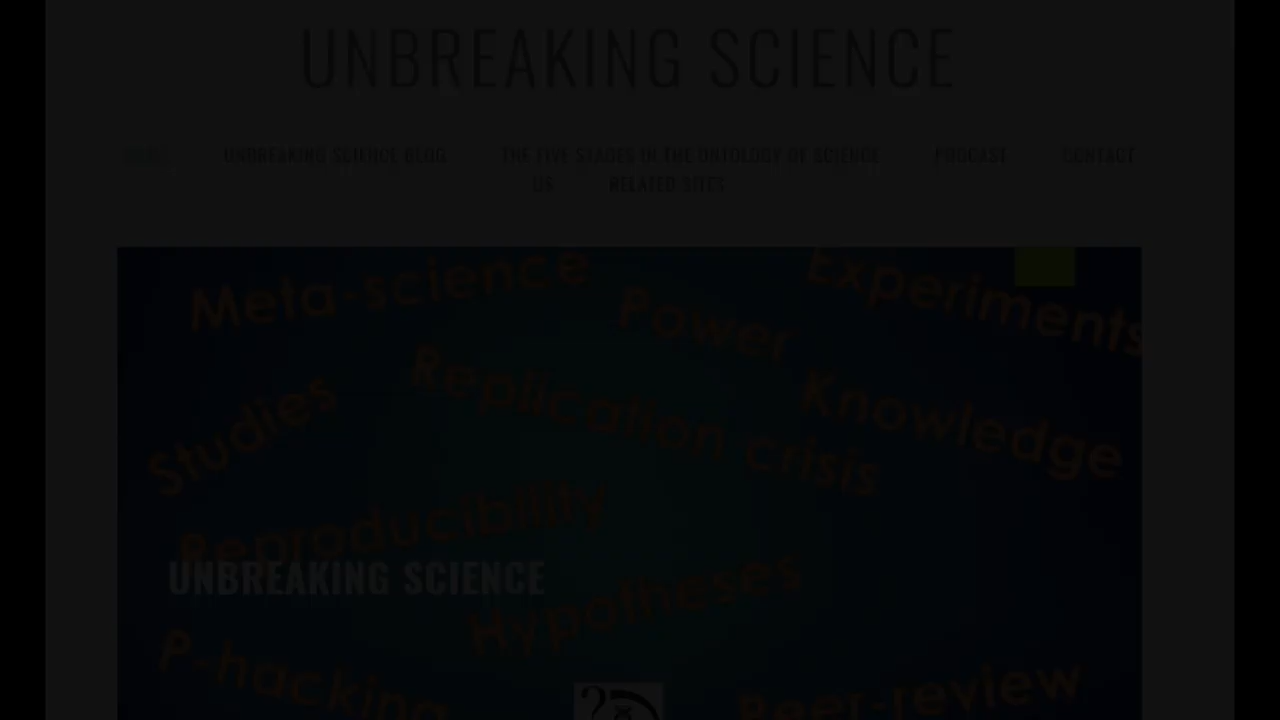 UNBREAKING SCIENCE
UNBREAKING SCIENCE BLOG THE FIVE STAGES IN THE ONTOLOGY OF SCIENCE PODCAST CONTACT
US RELATED SITES
Meta-science
Experiments
Power
Replication crisis
Knowledge
Studies
Reproducibility
UNBREAKING SCIENCE
Hypotheses
P-hacking
Peer-review